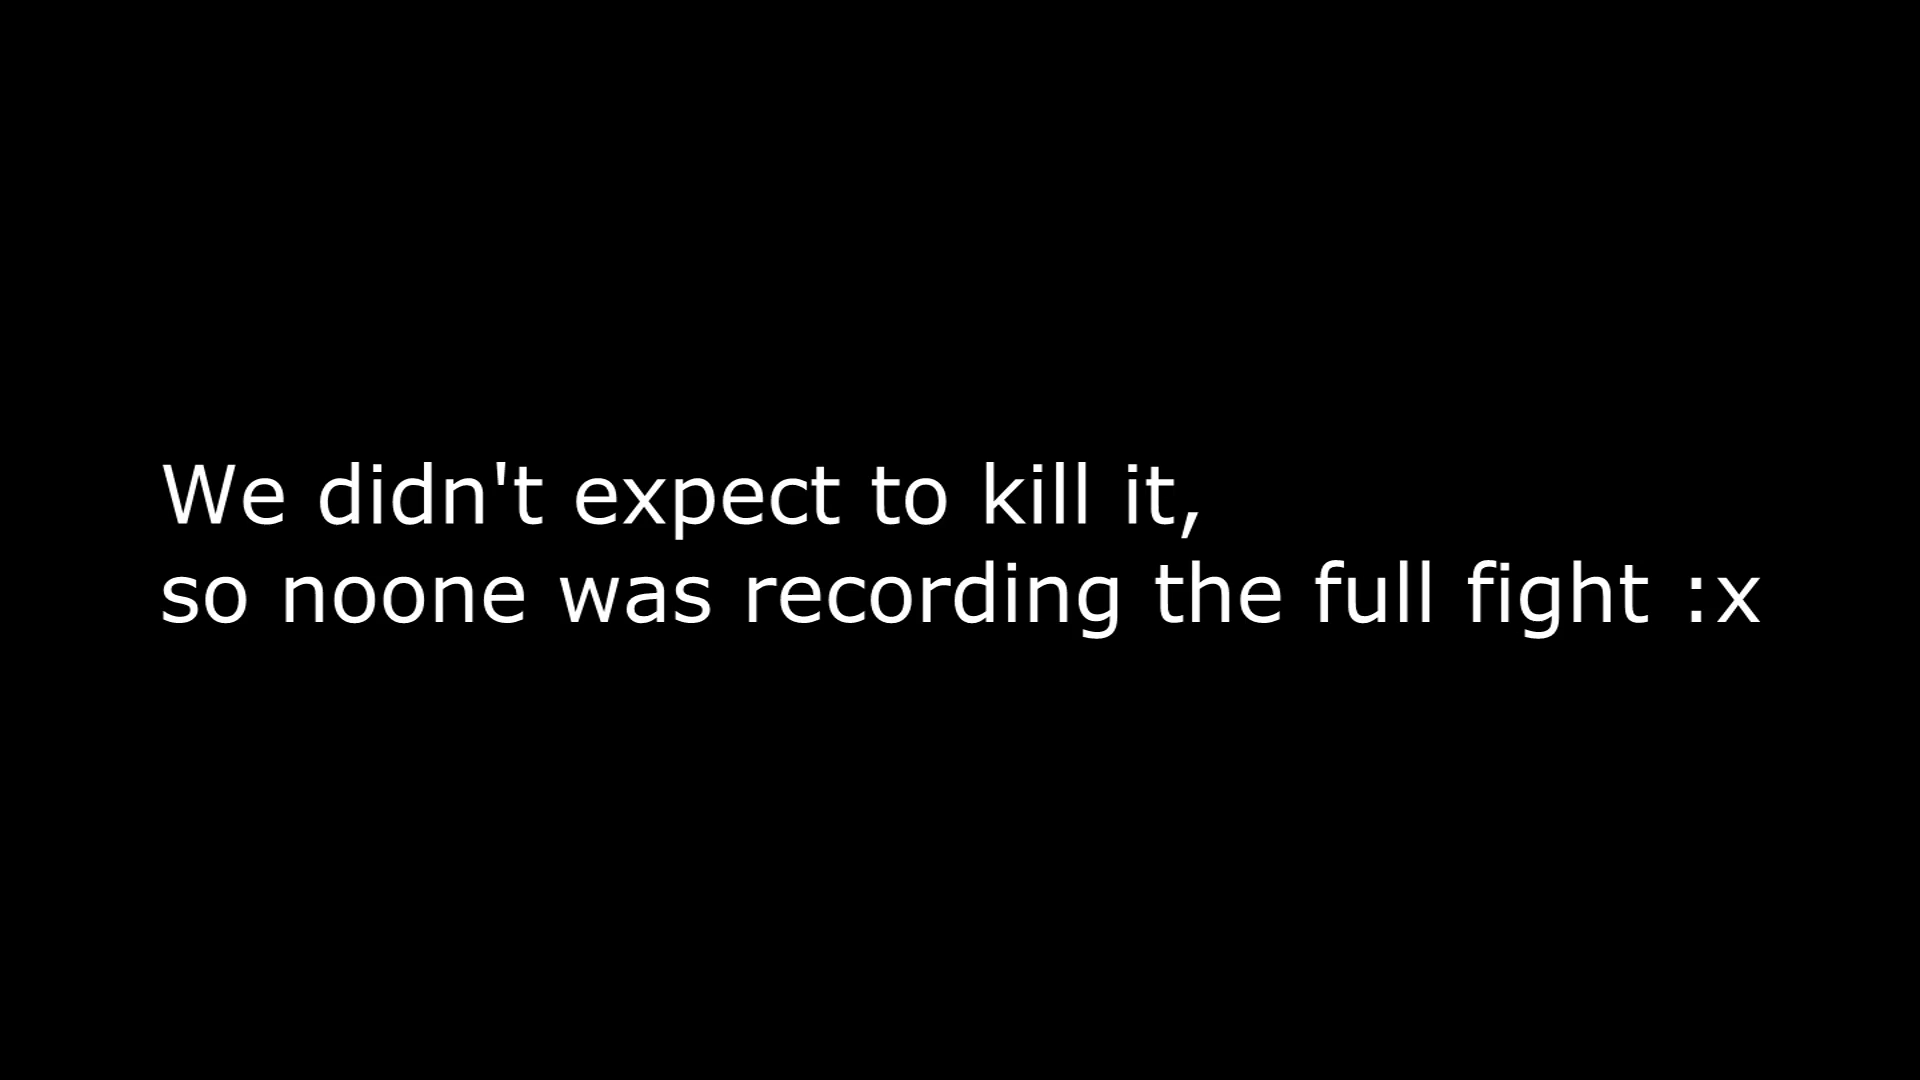 We didn't expect to kill it,
so noone was recording the full fight :x